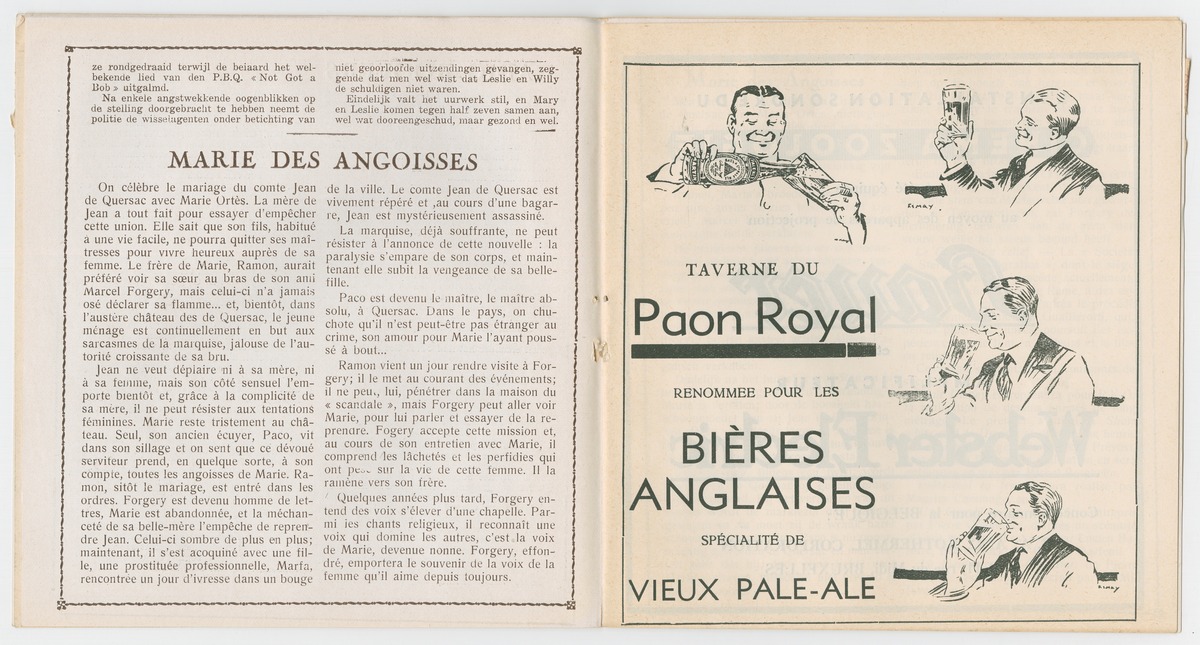 ze rondgedraaid terwijl de beiaard het wel-
bekende lied van den P.B.Q. « Not Got a
Bob » uitgalmd.
Na enkele angstwekkende oogenblikken op
de stelling doorgebracht te hebben neemt de
politie de wisselagenten onder betichting van
niet geoorloofde uitzendingen gevangen, zeg-
gende dat men wel wist dat Leslie en Willy
de schuldigen niet waren.
Eindelijk valt het uurwerk stil, en Mary
en Leslie komen tegen half zeven samen aan,
wel wat dooreengeschud, maar gezond en wel.
MARIE DES ANGOISSES
On célèbre le mariage du comte Jean
de Quersac avec Marie Ortès. La mère de
Jean a tout fait pour essayer d'empêcher
cette union. Elle sait que son fils, habitué
à une vie facile, ne pourra quitter ses maî-
tresses pour vivre heureux auprès de sa
femme. Le frère de Marie, Ramon, aurait
préféré voir sa sœur au bras de son ami
Marcel Forgery, mais celui-ci n'a jamais
osé déclarer sa flamme... et, bientôt, dans
l'austère château des de Quersac, le jeune
ménage est continuellement en but aux
sarcasmes de la marquise, jalouse de l'au-
torité croissante de sa bru.
Jean ne veut dépiaire ni à sa mère, ni
à sa femme, mais son côté sensuel l'em-
porte bientôt et, grâce à la complicité de
sa mère, il ne peut résister aux tentations
féminines. Marie reste tristement au châ-
teau. Seul, son ancien écuyer, Paco, vit
dans son sillage et on sent que ce dévoué
serviteur prend, en quelque sorte, à son
compte, toutes les angoisses de Marie. Ra-
mon, sitôt le mariage, est entré dans les
ordres. Forgery est devenu homme de let-
tres, Marie est abandonnée, et la méchan-
ceté de sa belle-mère l'empêche de repren-
dre Jean. Celui-ci sombre de plus en plus;
maintenant, il s'est acoquiné avec une fil-
le, une prostituée professionnelle, Marfa,
rencontrée un jour d'ivresse dans un bouge
de la ville. Le comte Jean de Quersac est
vivement répéré et ,au cours d'une bagar-
re, Jean est mystérieusement assassiné.
La marquise, déjà souffrante, ne peut
résister à l'annonce de cette nouvelle : la
paralysie s'empare de son corps, et main-
tenant elle subit la vengeance de sa belle-
fille.
Paco est devenu le maître, le maître ab-
solu, à Quersac. Dans le pays, on chu-
chote qu'il n'est peut-être pas étranger au
crime, son amour pour Marie l'ayant pous-
sé à bout...
Ramon vient un jour rendre visite à For-
gery; il le met au courant des événements;
il ne peu., lui, pénétrer dans la maison du
« scandale », mais Forgery peut aller voir
Marie, pour lui parler et essayer de la re-
prendre. Fogery accepte cette mission et,
au cours de son entretien avec Marie, il
comprend les lâchetés et les perfidies qui
ont sur la vie de cette femme. Il la
ramène vers son frère.
Quelques années plus tard, Forgery en-
tend des voix s'élever d'une chapelle. Par-
mi les chants religieux, il reconnaît une
voix qui domine les autres, c'est la voix
de Marie, devenue nonne. Forgery, effon-
dré, emportera le souvenir de la voix de la
femme qu'il aime depuis toujours.
TAVERNE DU
Paon Royal
RENOMMEE POUR LES
BIÈRES
ANGLAISES
SPÉCIALITÉ DE
VIEUX PALE-ALE